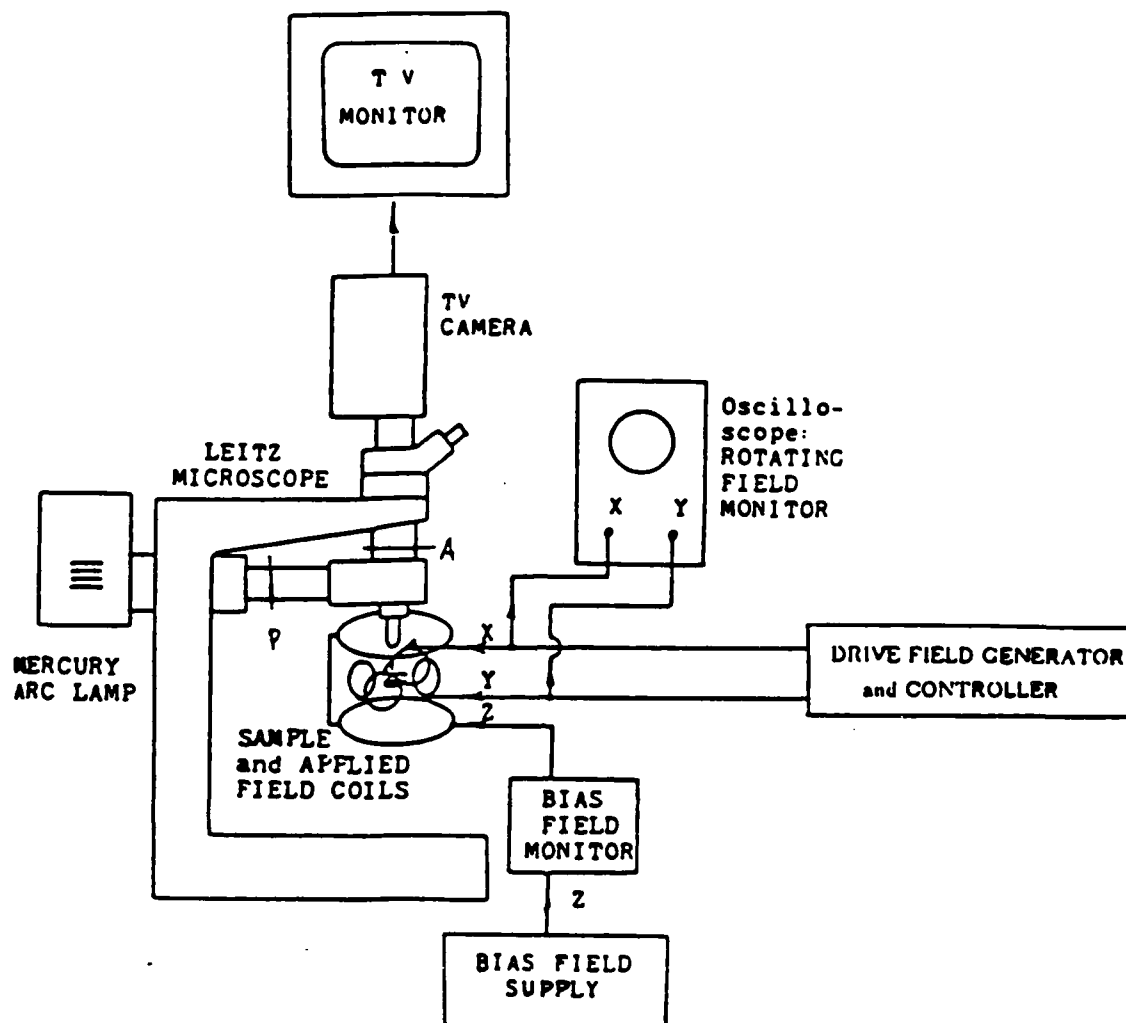 T V
MONITOR
TV
CAMERA
LEITZ
MICROSCOPE
Oscillo-
scope:
ROTATING
FIELD
MONITOR
X Y
A
P
MERCURY
ARC LAMP
X
Y
Z
DRIVE FIELD GENERATOR
and CONTROLLER
SAMPLE
and APPLIED
FIELD COILS
BIAS
FIELD
MONITOR
Z
BIAS FIELD
SUPPLY